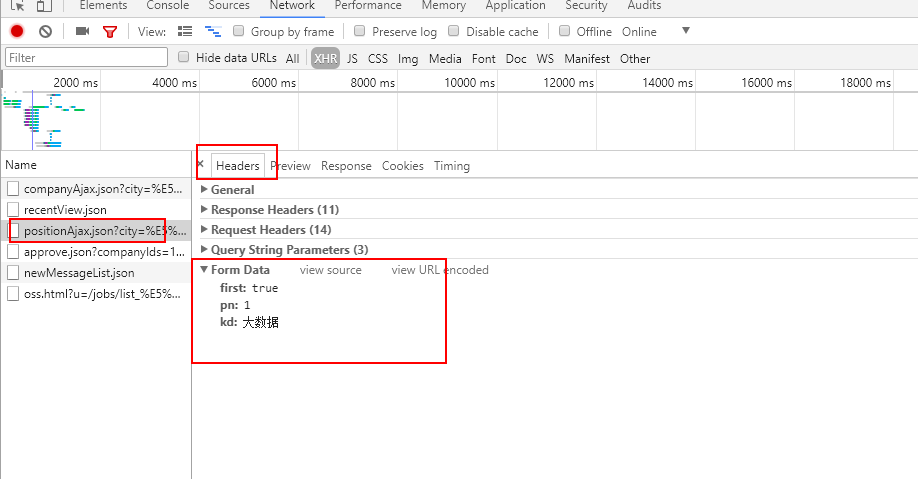 Elements Console Sources Network Performance Memory Application Security Audits
View: Group by frame Preserve log Disable cache Offline Online
Filter Hide data URLs All XHR JS CSS Img Media Font Doc WS Manifest Other
2000 ms 4000 ms 6000 ms 8000 ms 10000 ms 12000 ms 14000 ms 16000 ms 18000 ms
Name
× Headers Preview Response Cookies Timing
companyAjax.json?city=%E5...
recentView.json
positionAjax.json?city=%E5%...
approve.json?companyIds=1...
newMessageList.json
oss.html?u=/jobs/list_%E5%...
General
Response Headers (11)
Request Headers (14)
Query String Parameters (3)
Form Data view source view URL encoded
first: true
pn: 1
kd: 大数据